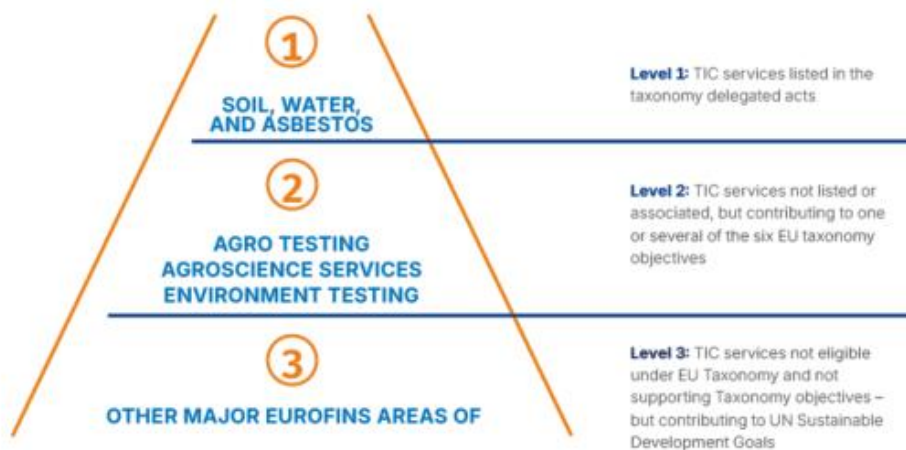 1
SOIL, WATER,
AND ASBESTOS
Level 1: TIC services listed in the
taxonomy delegated acts
2
AGRO TESTING
AGROSCIENCE SERVICES
ENVIRONMENT TESTING
Level 2: TIC services not listed or
associated, but contributing to one
or several of the six EU taxonomy
objectives
3
OTHER MAJOR EUROFINS AREAS OF
Level 3: TIC services not eligible
under EU Taxonomy and not
supporting Taxonomy objectives –
but contributing to UN Sustainable
Development Goals